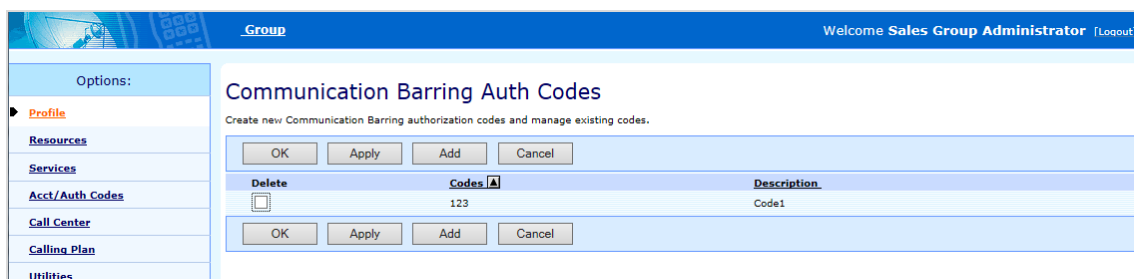 Group Welcome Sales Group Administrator [Logout]
Options:
Profile
Resources
Services
Acct/Auth Codes
Call Center
Calling Plan
Utilities
Communication Barring Auth Codes
Create new Communication Barring authorization codes and manage existing codes.
OK Apply Add Cancel
Delete Codes Description
123 Code1
OK Apply Add Cancel